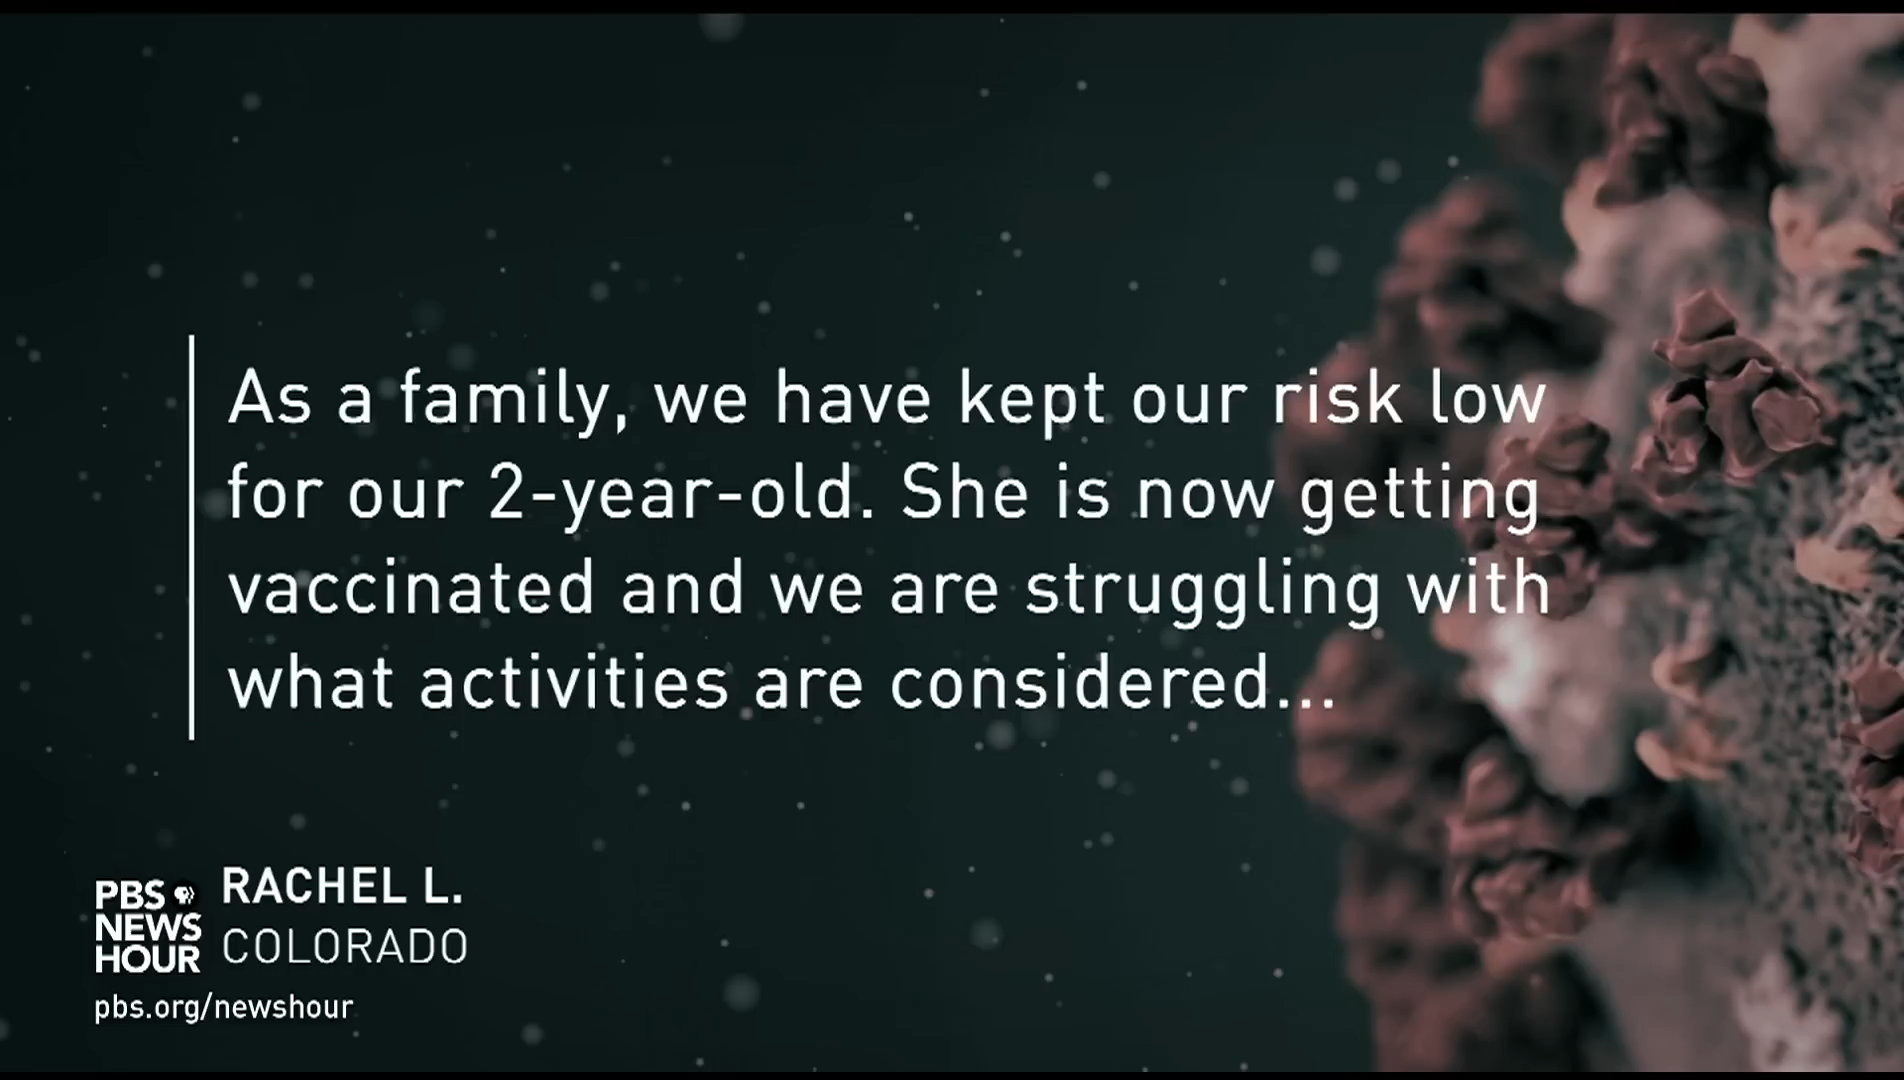 As a family, we have kept our risk low
for our 2-year-old. She is now getting
vaccinated and we are struggling with
what activities are considered...
RACHEL L.
COLORADO
PBS
NEWS
HOUR
pbs.org/newshour